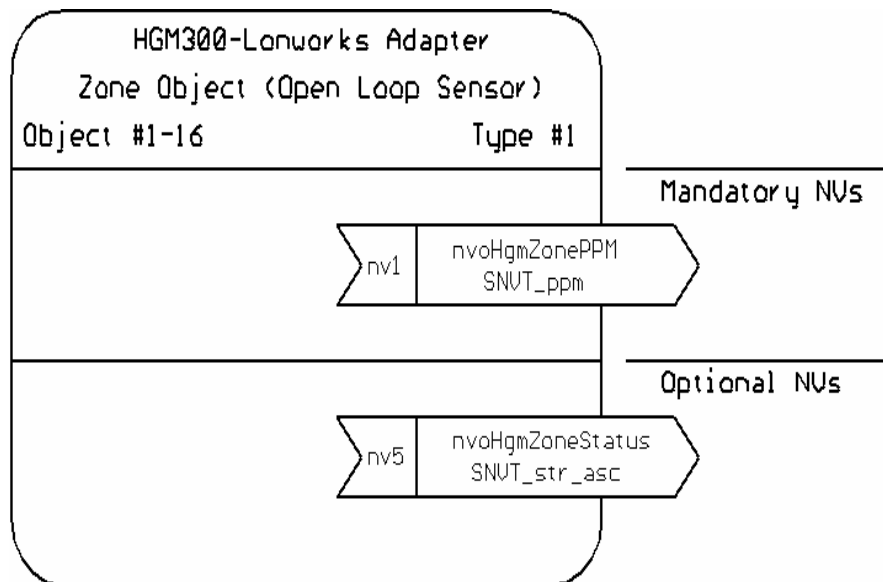 HGM300-Lonworks Adapter
Zone Object (Open Loop Sensor)
Object #1-16 Type #1
Mandatory NVs
nv1 nvoHgmZonePPM
SNVT_ppm
Optional NVs
nv5 nvoHgmZoneStatus
SNVT_str_asc